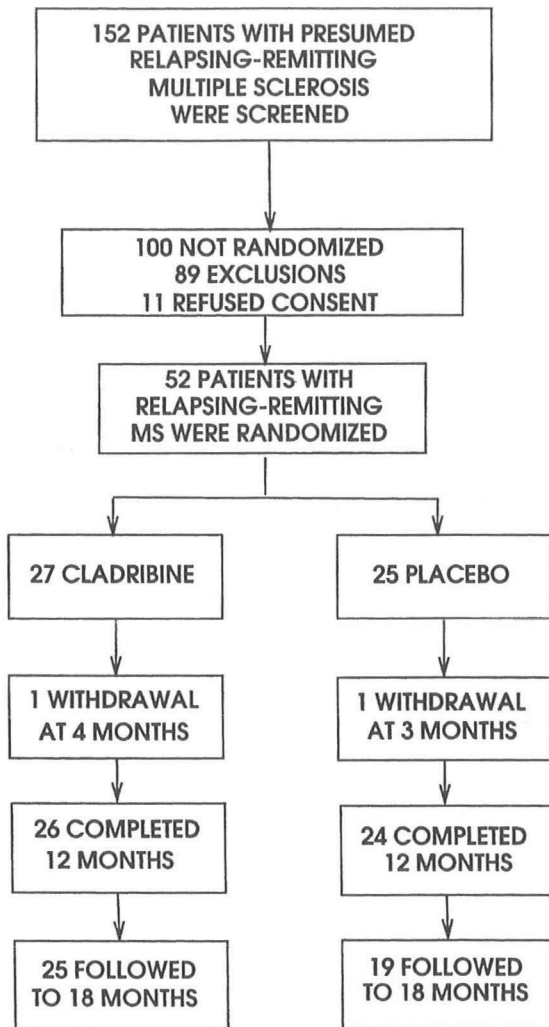 152 PATIENTS WITH PRESUMED
RELAPSING-REMITTING
MULTIPLE SCLEROSIS
WERE SCREENED
100 NOT RANDOMIZED
89 EXCLUSIONS
11 REFUSED CONSENT
52 PATIENTS WITH
RELAPSING-REMITTING
MS WERE RANDOMIZED
27 CLADRIBINE
25 PLACEBO
1 WITHDRAWAL
AT 4 MONTHS
1 WITHDRAWAL
AT 3 MONTHS
26 COMPLETED
12 MONTHS
24 COMPLETED
12 MONTHS
25 FOLLOWED
TO 18 MONTHS
19 FOLLOWED
TO 18 MONTHS